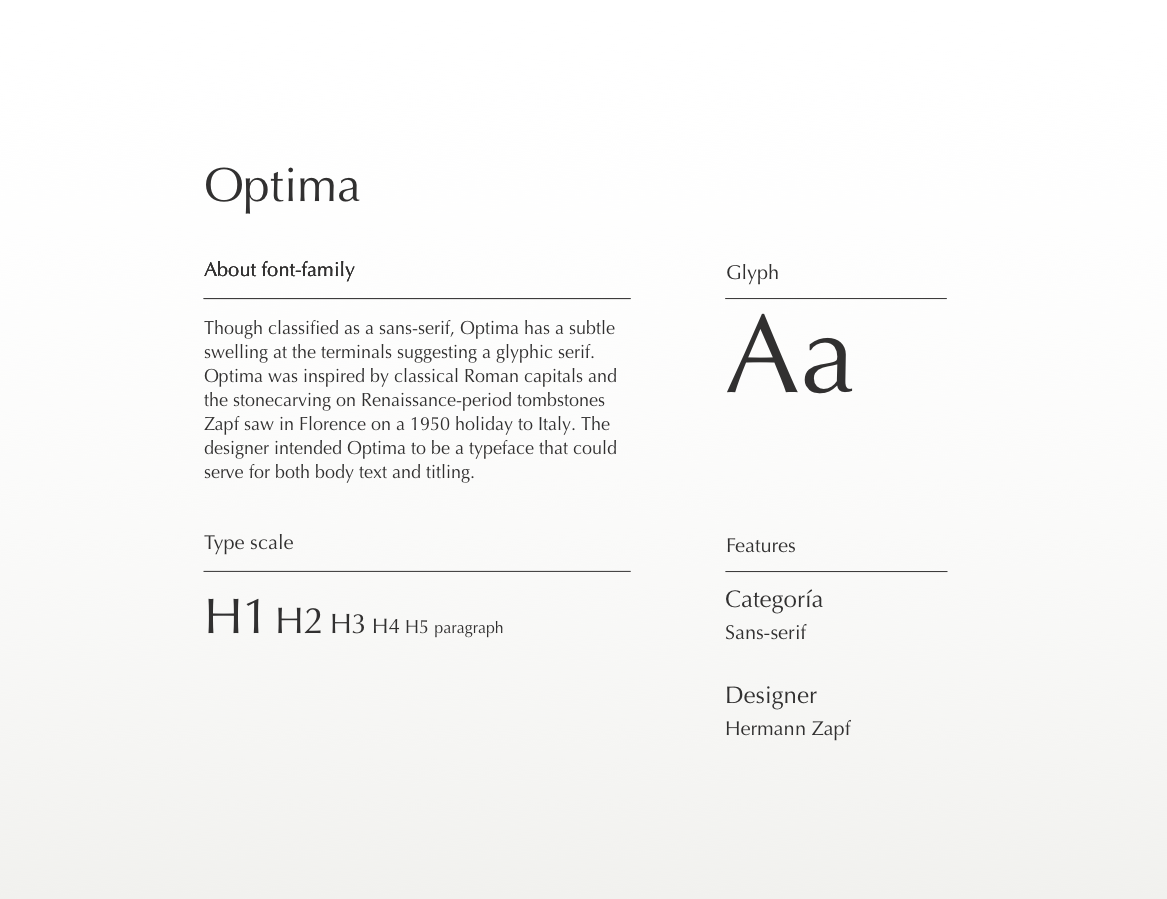 Optima
About font-family
Though classified as a sans-serif, Optima has a subtle
swelling at the terminals suggesting a glyphic serif.
Optima was inspired by classical Roman capitals and
the stonecarving on Renaissance-period tombstones
Zapf saw in Florence on a 1950 holiday to Italy. The
designer intended Optima to be a typeface that could
serve for both body text and titling.
Glyph
Aa
Type scale
H1 H2 H3 H4 H5 paragraph
Features
Categoría
Sans-serif
Designer
Hermann Zapf